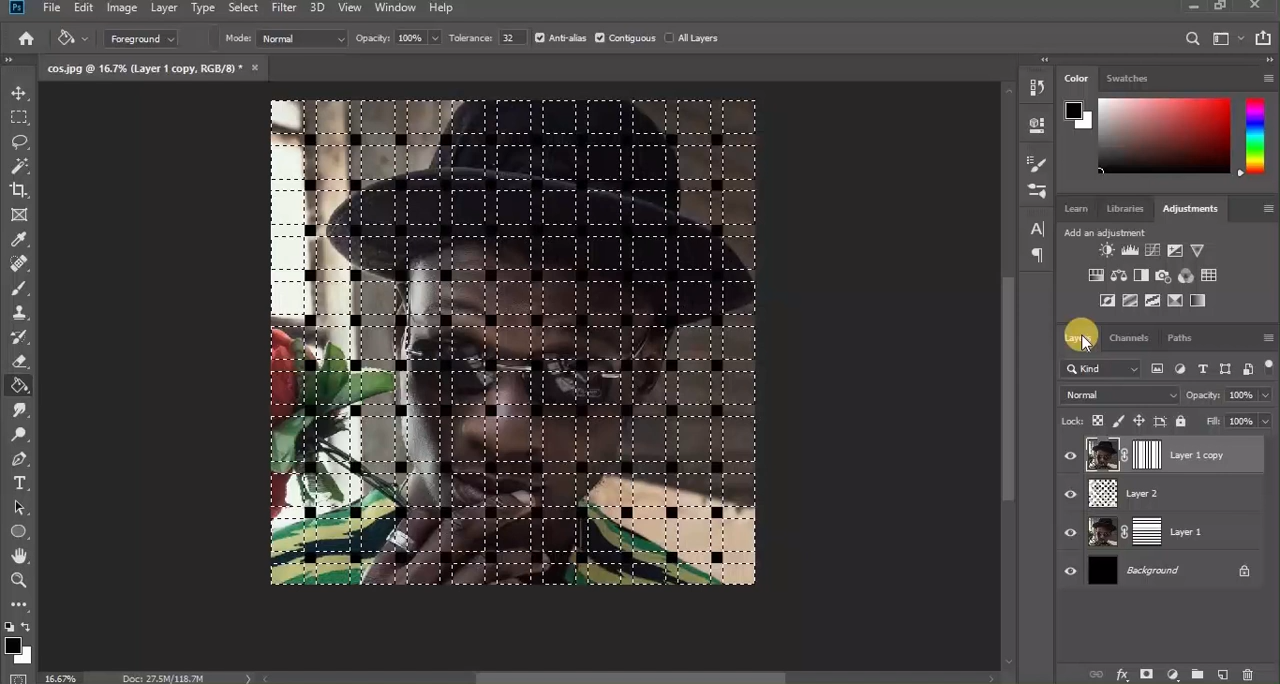 Ps File Edit Image Layer Type Select Filter 3D View Window Help
Foreground Mode: Normal Opacity: 100% Tolerance: 32 Anti-alias Contiguous All Layers
cos.jpg @ 16.7% (Layer 1 copy, RGB/8) *
Color Swatches
Learn Libraries Adjustments
Add an adjustment
Layers Channels Paths
Kind
Normal Opacity: 100%
Lock: Fill: 100%
Layer 1 copy
Layer 2
Layer 1
Background
16.67% Doc: 27.5M/118.7M